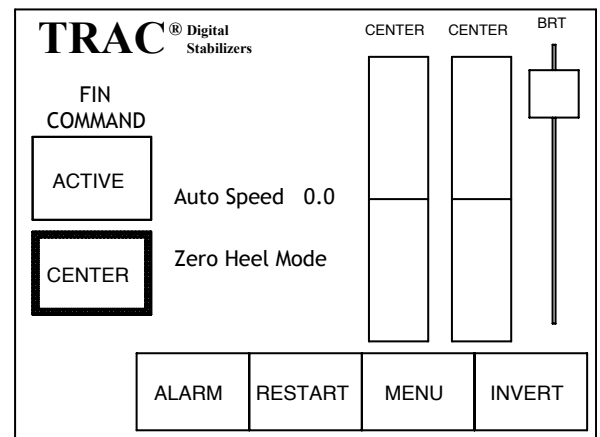 TRAC® Digital Stabilizers
CENTER CENTER BRT
FIN
COMMAND
ACTIVE
Auto Speed 0.0
CENTER
Zero Heel Mode
ALARM RESTART MENU INVERT